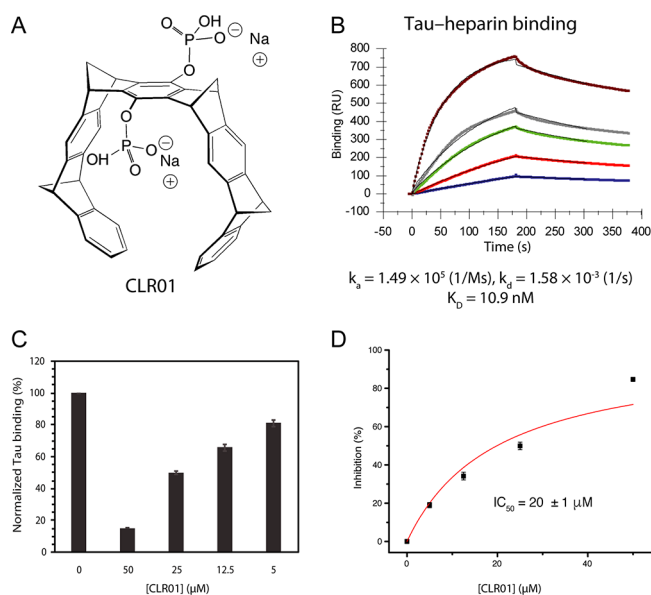 A
OH
P
O
O
⊖
Na
⊕
O
O
P
O
⊖
OH
Na
O
⊕
CLR01
B
Tau–heparin binding
Binding (RU)
800
700
600
500
400
300
200
100
0
-100
-50 0 50 100 150 200 250 300 350 400
Time (s)
kₐ = 1.49 × 10⁵ (1/Ms), k_d = 1.58 × 10⁻³ (1/s)
K_D = 10.9 nM
C
Normalized Tau binding (%)
120
100
80
60
40
20
0
0 50 25 12.5 5
[CLR01] (μM)
D
Inhibition (%)
100
80
60
40
20
0
IC₅₀ = 20 ± 1 μM
0 20 40
[CLR01] (μM)